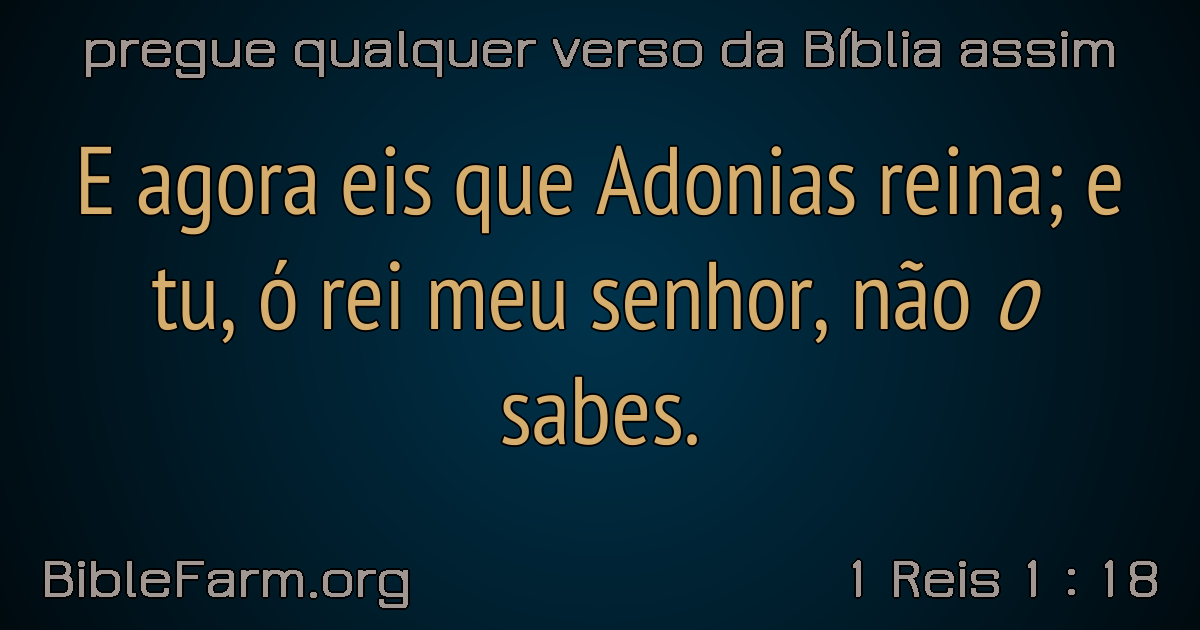 pregue qualquer verso da Bíblia assim
E agora eis que Adonias reina; e
tu, ó rei meu senhor, não o
sabes.
BibleFarm.org
1 Reis 1 : 18